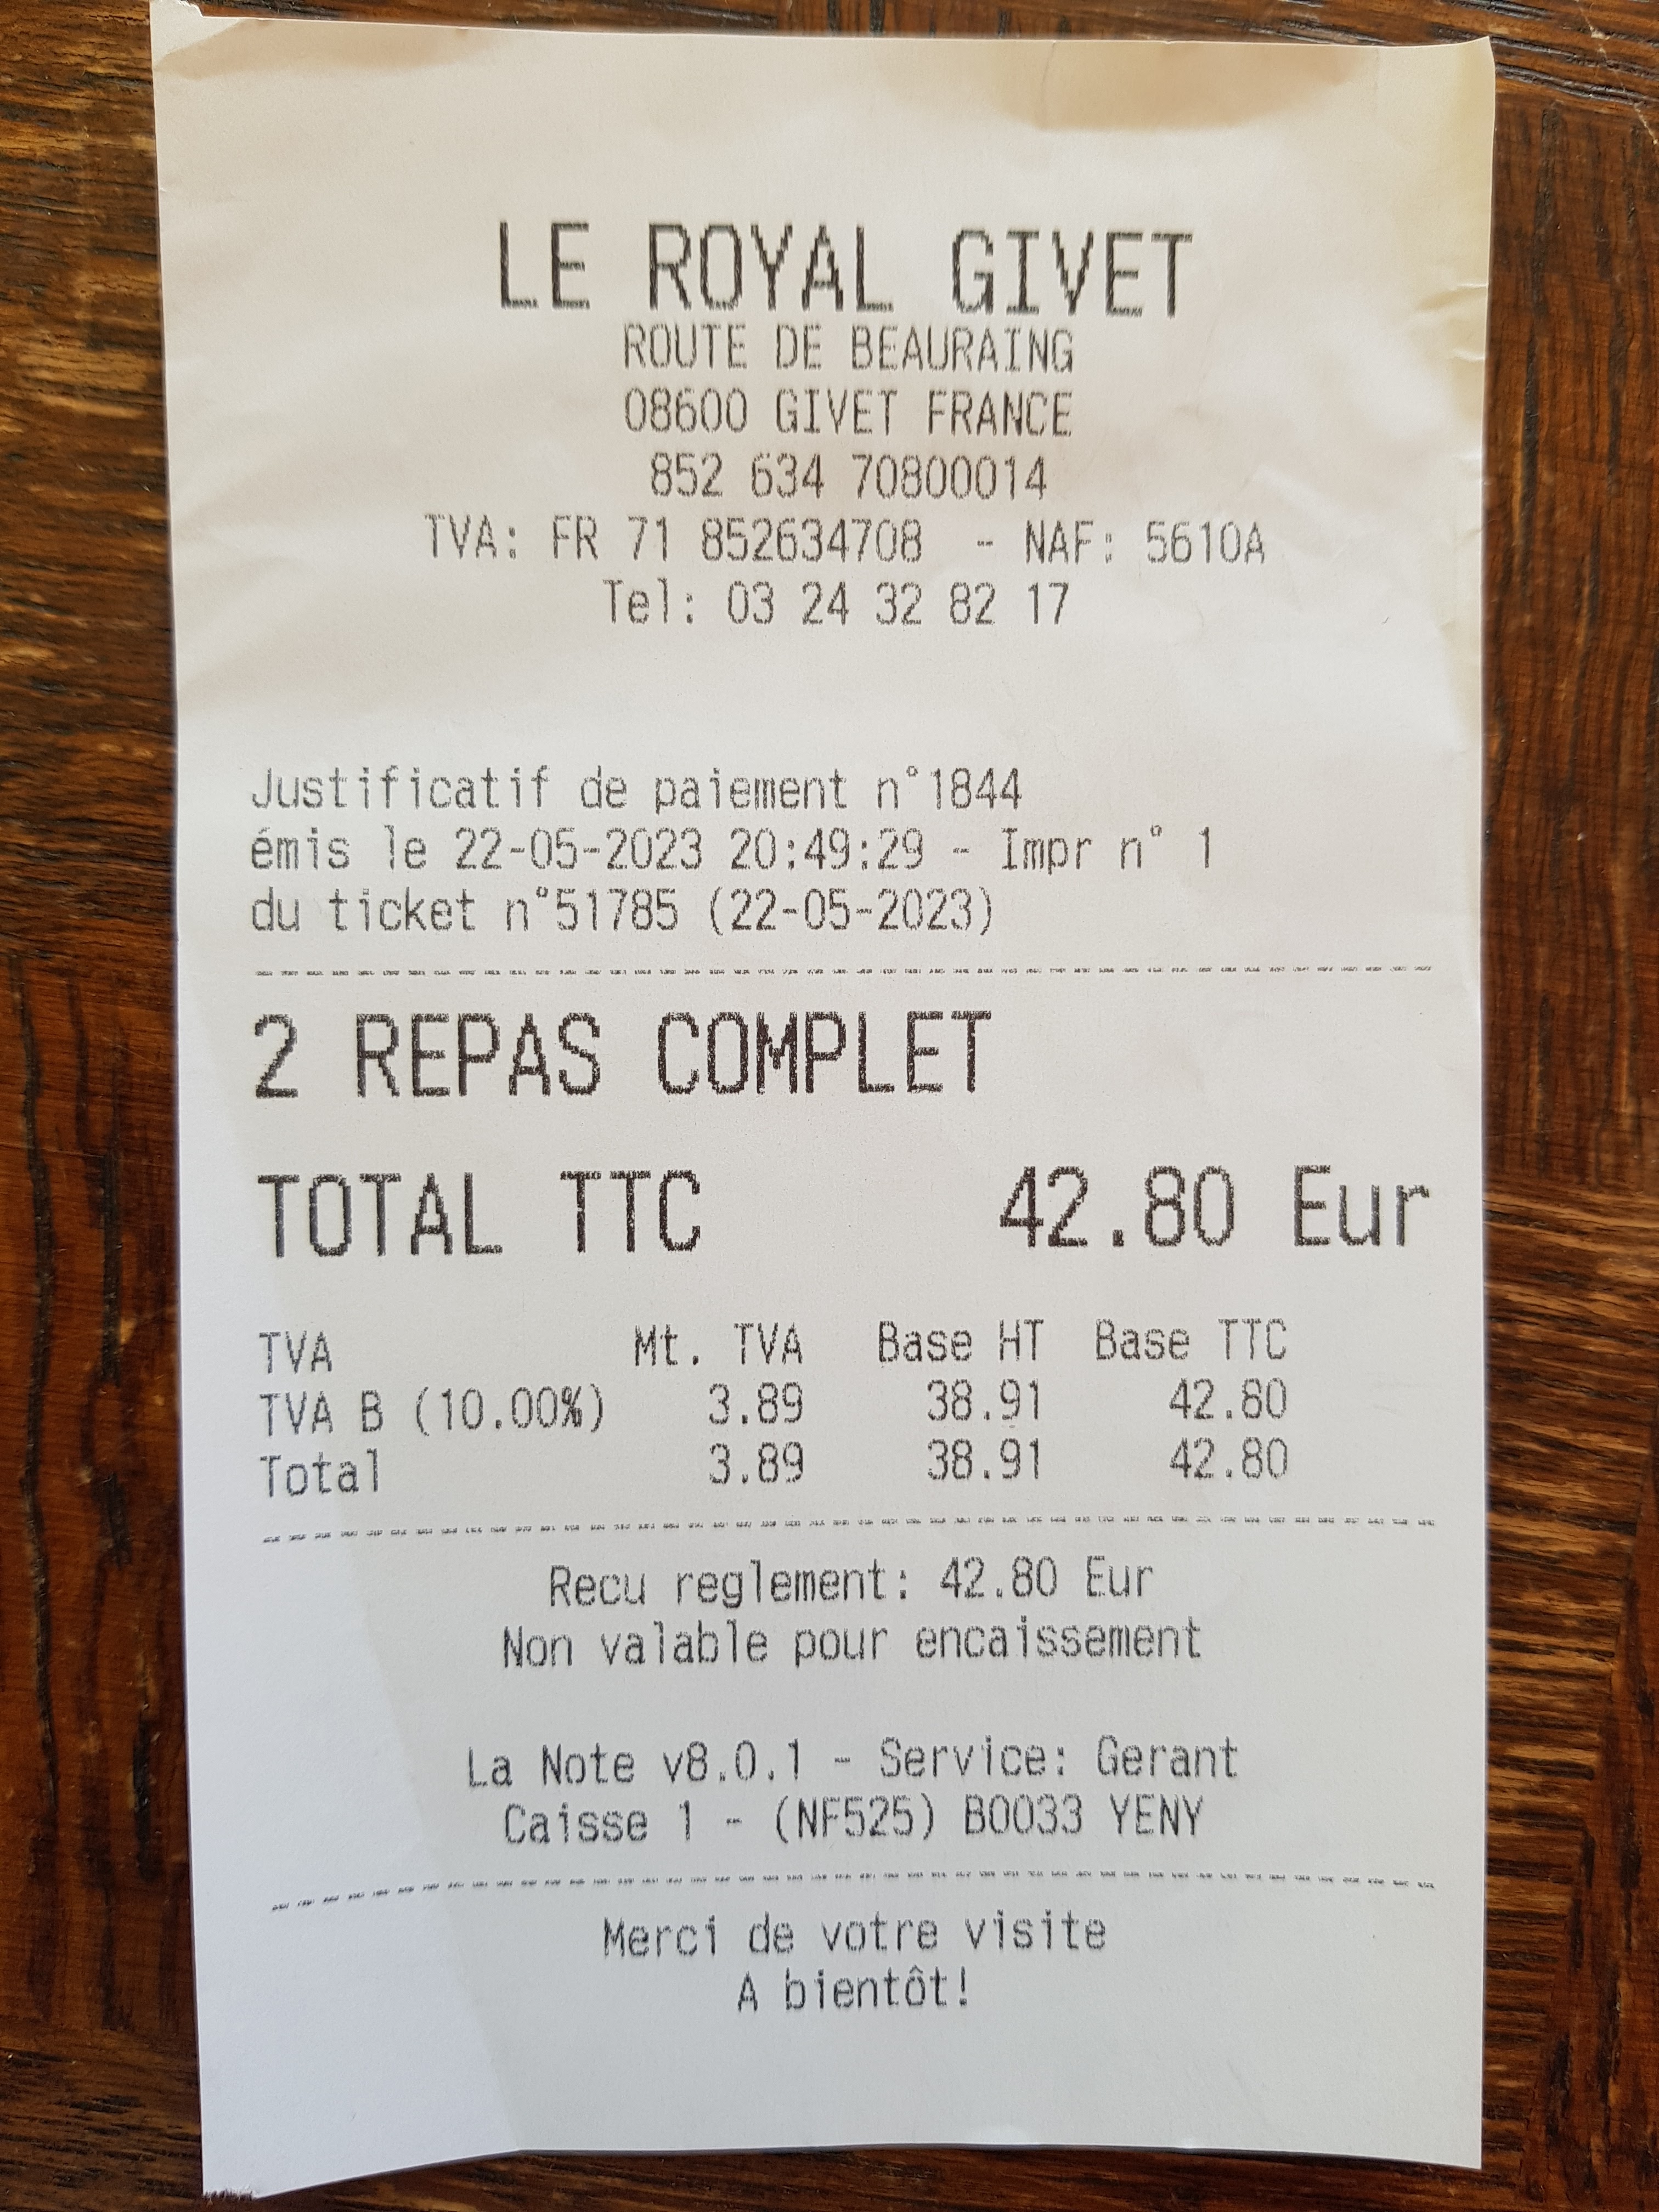 LE ROYAL GIVET
ROUTE DE BEAURAING
08600 GIVET FRANCE
852 634 70800014
TVA: FR 71 852634708 - NAF: 5610A
Tel: 03 24 32 82 17
Justificatif de paiement n°1844
émis le 22-05-2023 20:49:29 - Impr n° 1
du ticket n°51785 (22-05-2023)
2 REPAS COMPLET
TOTAL TTC 42.80 Eur
TVA Mt. TVA Base HT Base TTC
TVA B (10.00%) 3.89 38.91 42.80
Total 3.89 38.91 42.80
Recu reglement: 42.80 Eur
Non valable pour encaissement
La Note v8.0.1 - Service: Gerant
Caisse 1 - (NF525) B0033 YENY
Merci de votre visite
A bientôt!